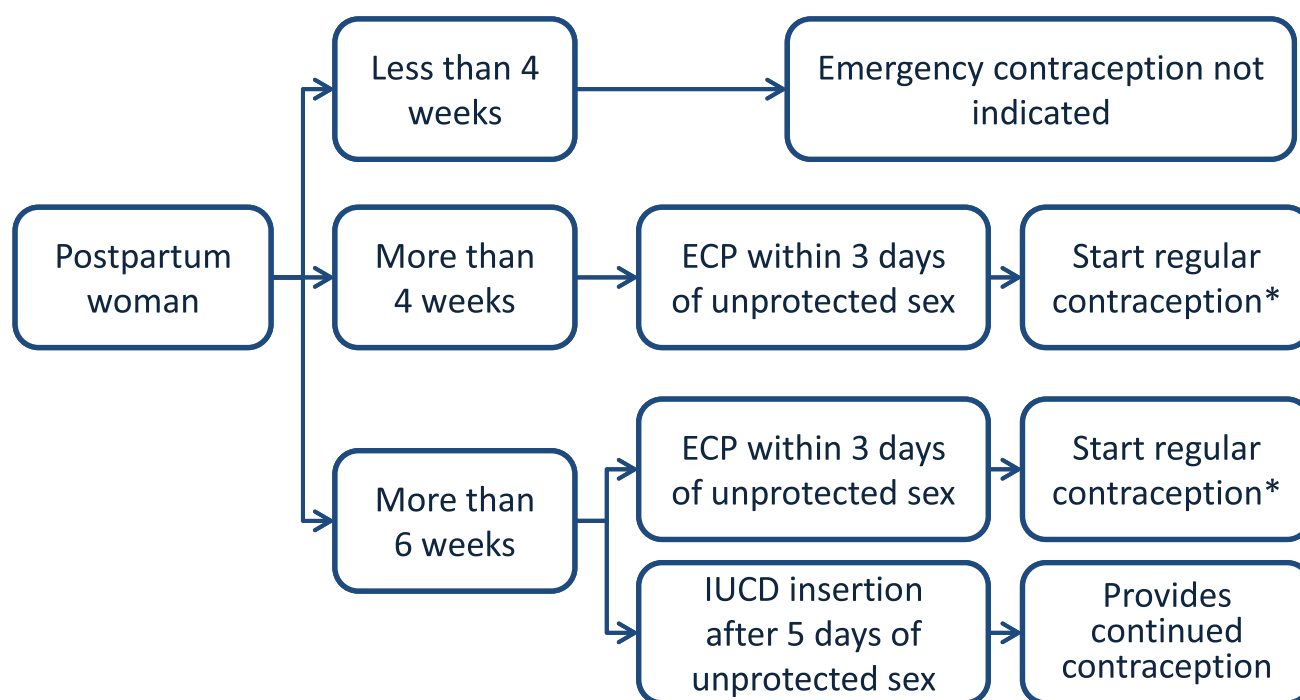 Less than 4
weeks
Emergency contraception not
indicated
Postpartum
woman
More than
4 weeks
ECP within 3 days
of unprotected sex
Start regular
contraception*
More than
6 weeks
ECP within 3 days
of unprotected sex
Start regular
contraception*
IUCD insertion
after 5 days of
unprotected sex
Provides
continued
contraception